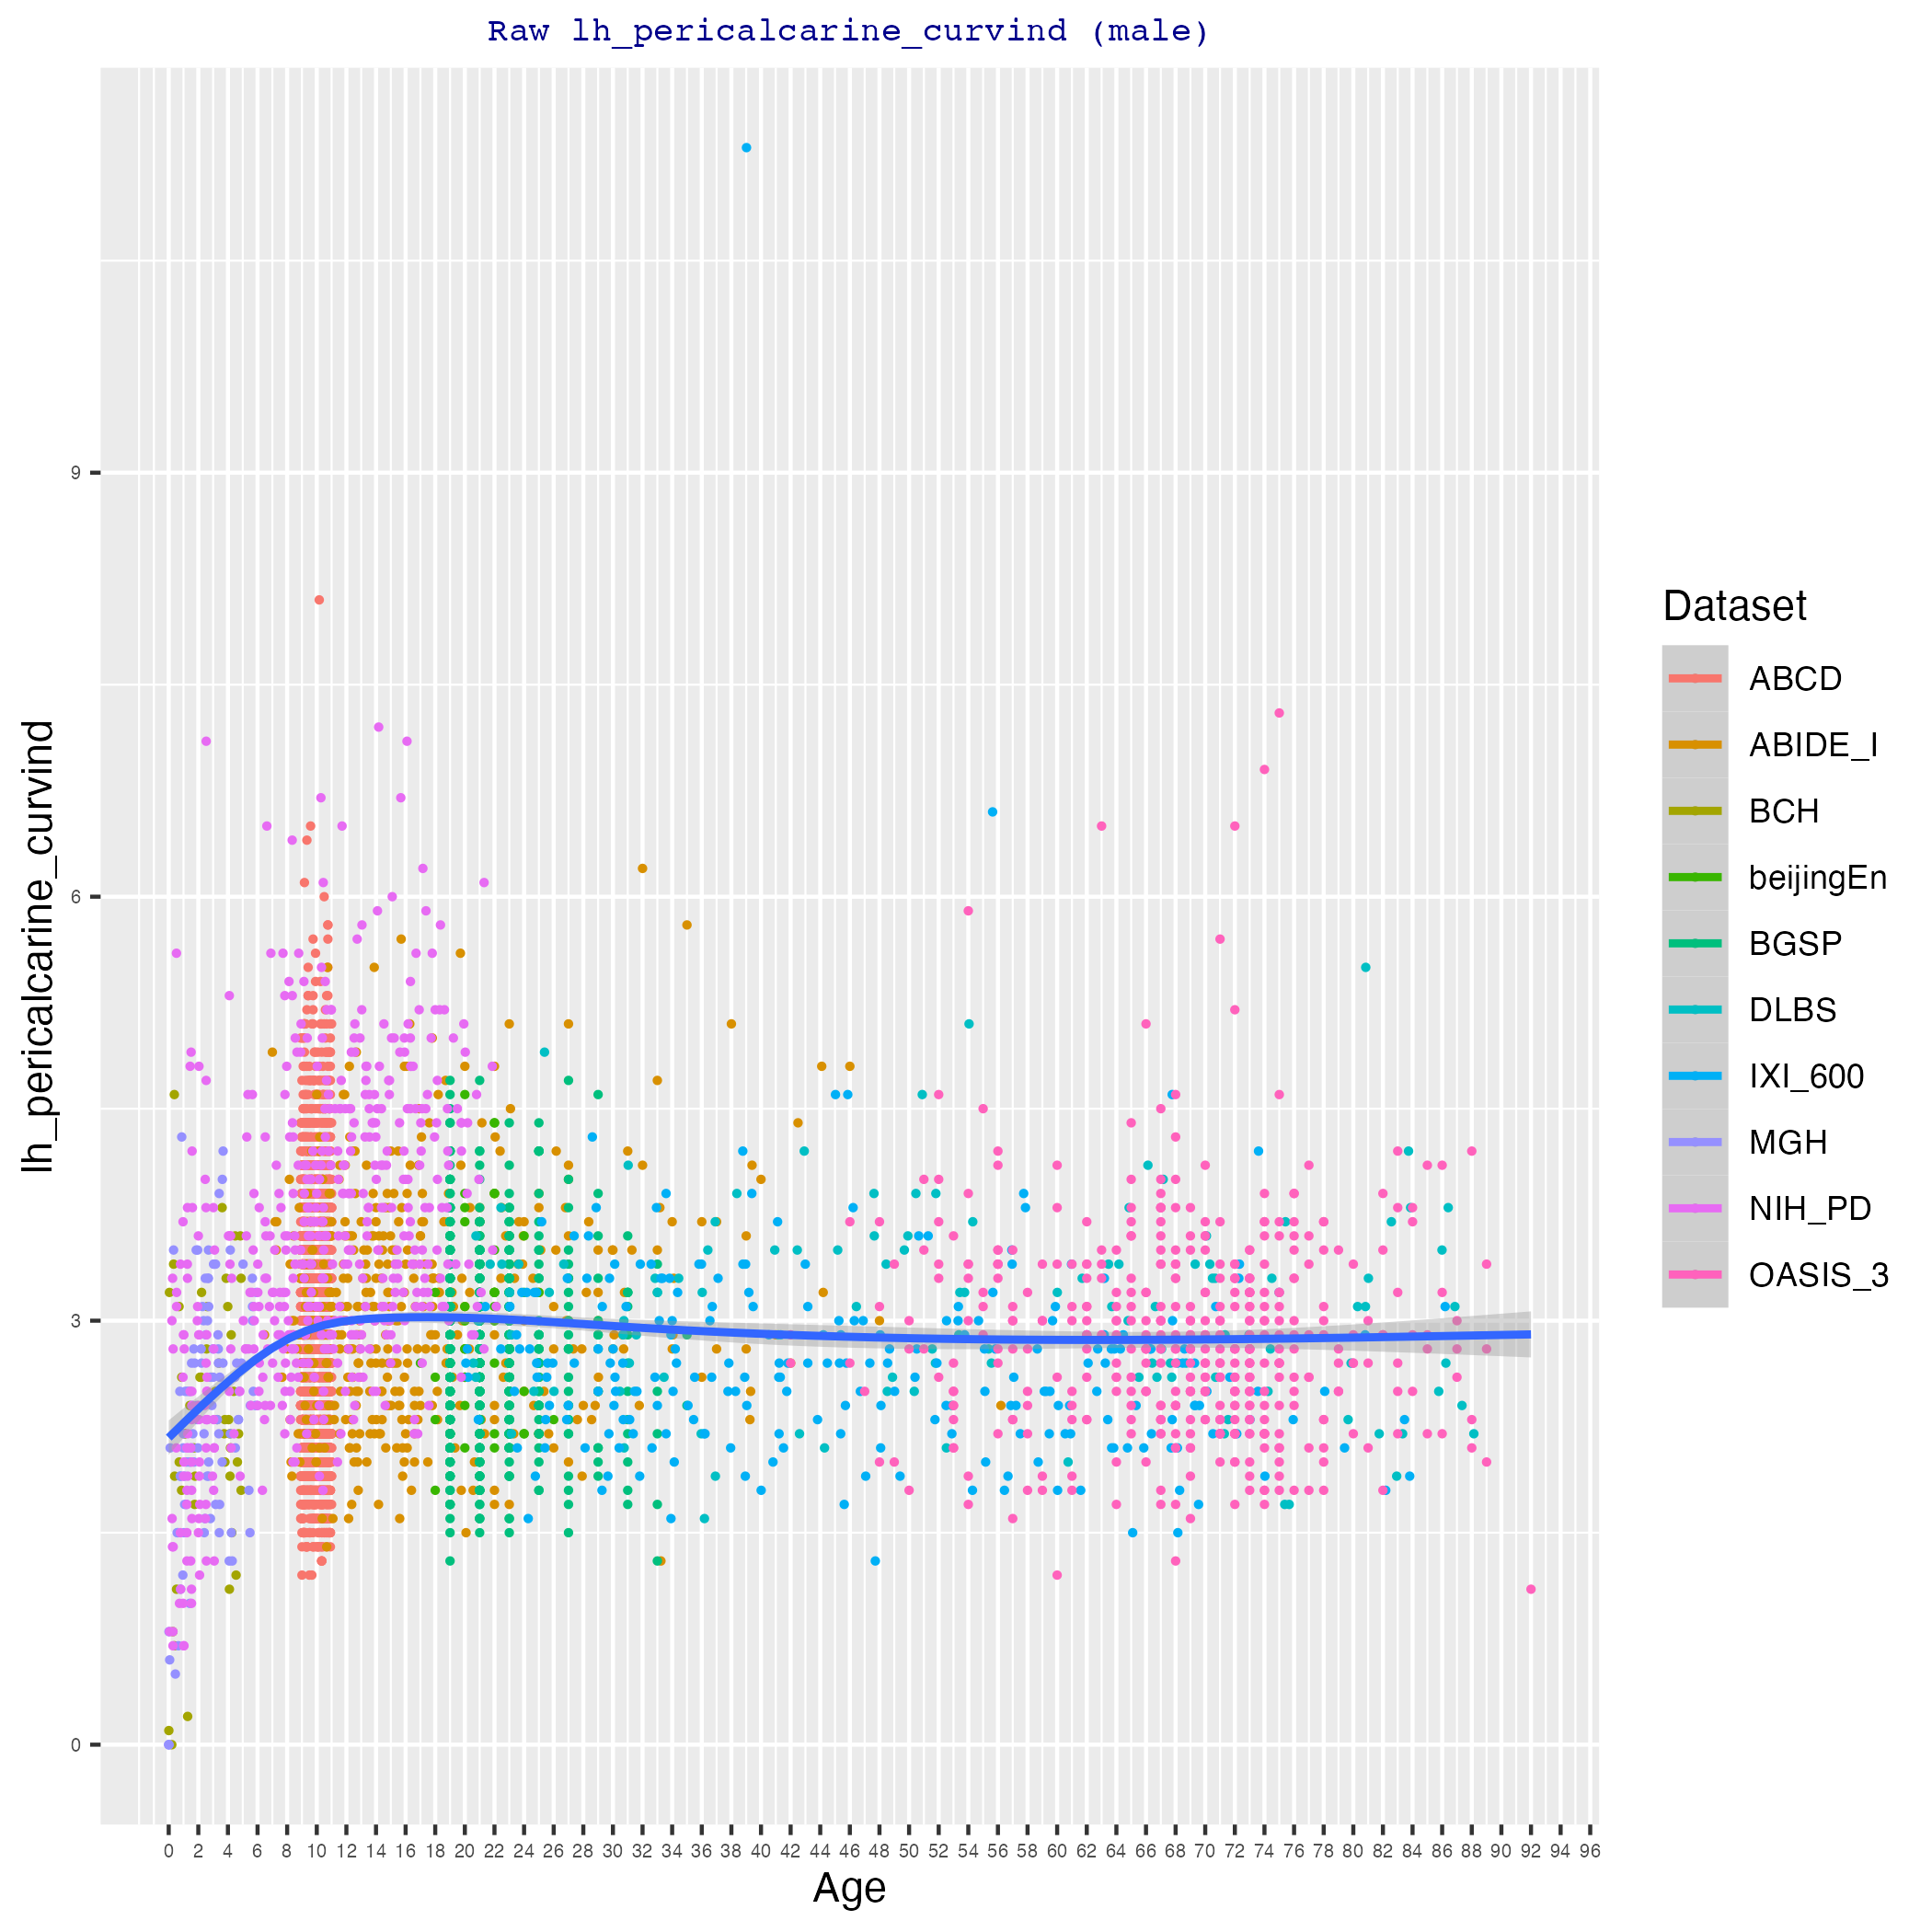 Raw lh_pericalcarine_curvind (male)
lh_pericalcarine_curvind
9
6
3
0
0 2 4 6 8 10 12 14 16 18 20 22 24 26 28 30 32 34 36 38 40 42 44 46 48 50 52 54 56 58 60 62 64 66 68 70 72 74 76 78 80 82 84 86 88 90 92 94 96
Age
Dataset
ABCD
ABIDE_I
BCH
beijingEn
BGSP
DLBS
IXI_600
MGH
NIH_PD
OASIS_3